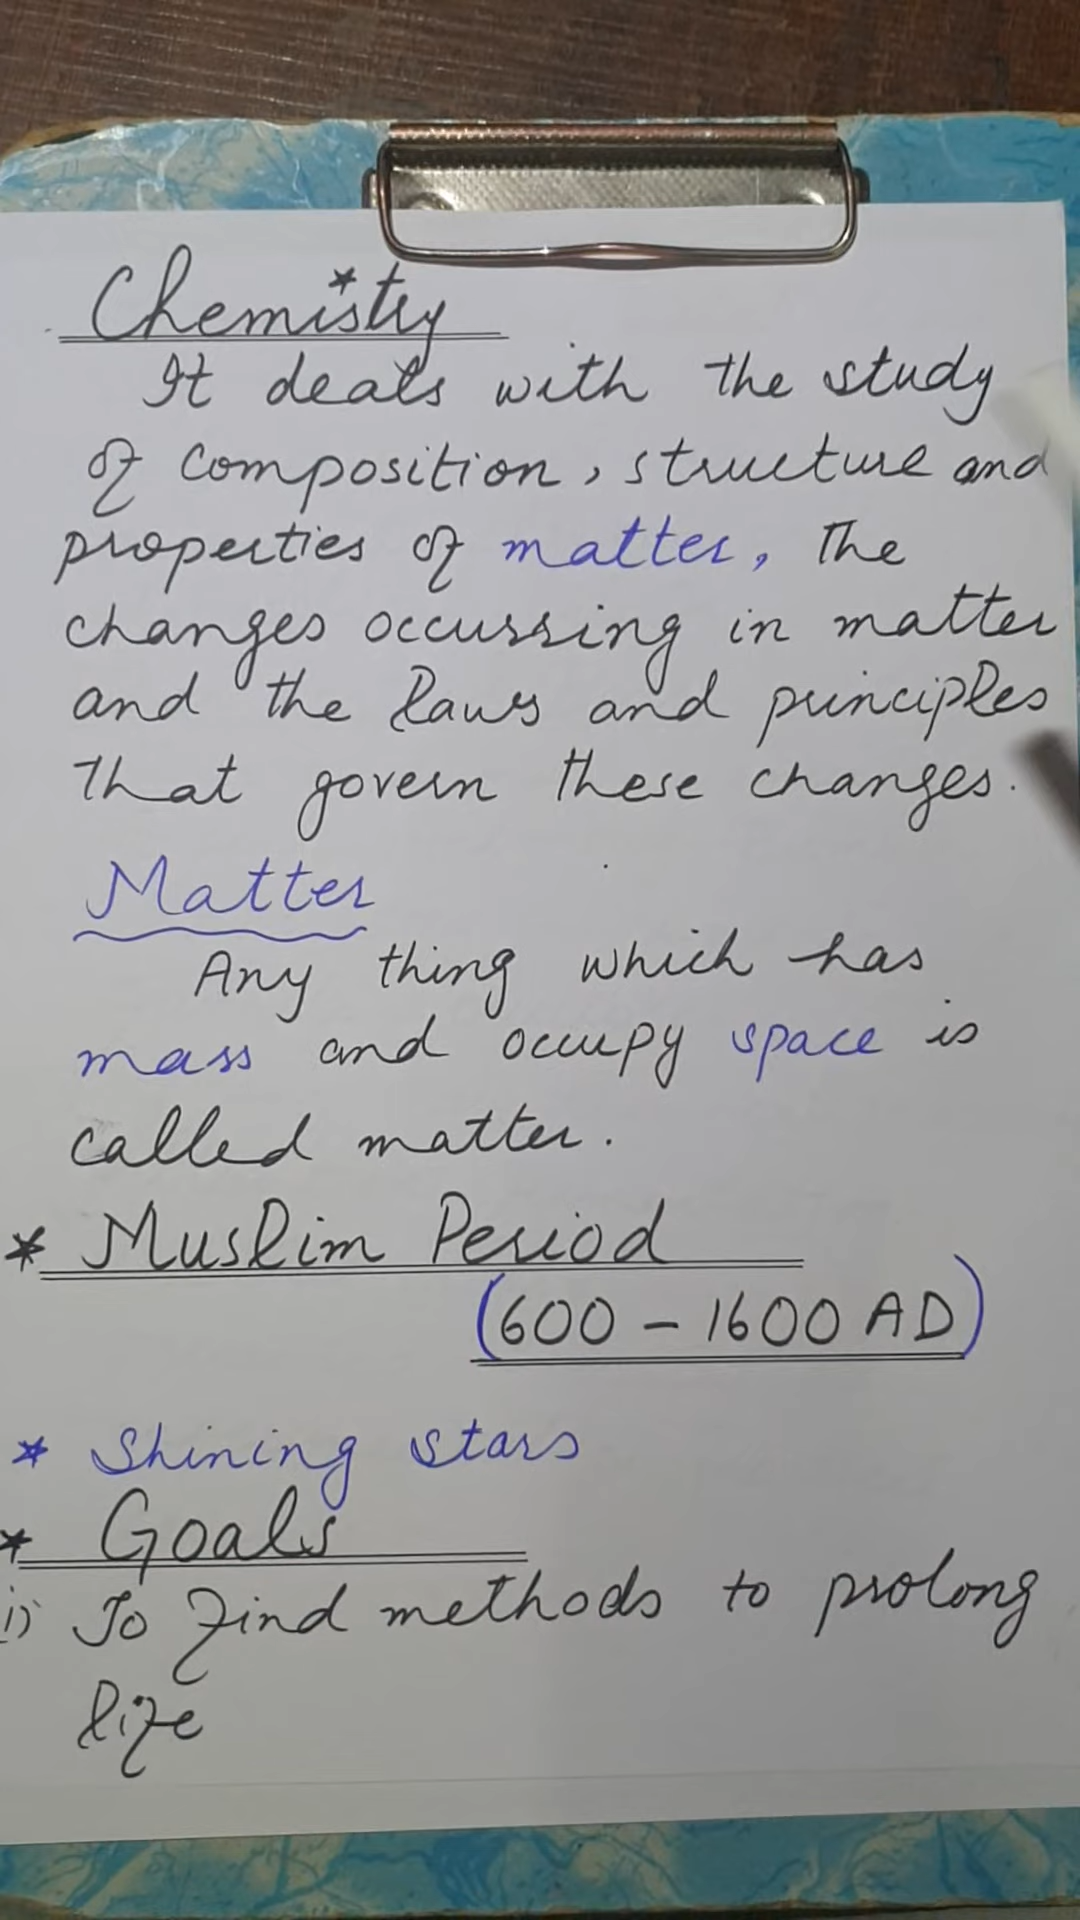 Chemistry
It deals with the study
of composition, structure and
properties of matter, The
changes occurring in matter
and the laws and principles
That govern these changes.
Matter
Any thing which has
mass and occupy space is
called matter.
* Muslim Period
(600 - 1600 AD)
* Shining stars
* Goals
i) To find methods to prolong
life